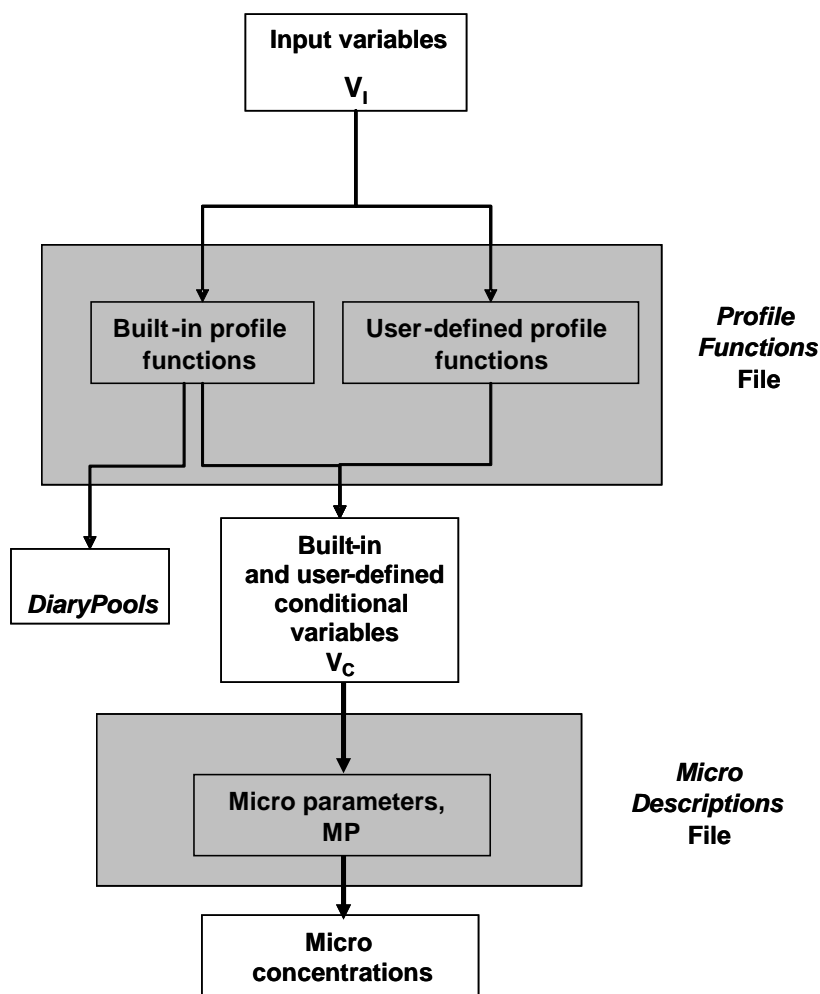 Input variables
V_I
Built-in profile
functions
User-defined profile
functions
Profile
Functions
File
DiaryPools
Built-in
and user-defined
conditional
variables
V_C
Micro parameters,
MP
Micro
Descriptions
File
Micro
concentrations